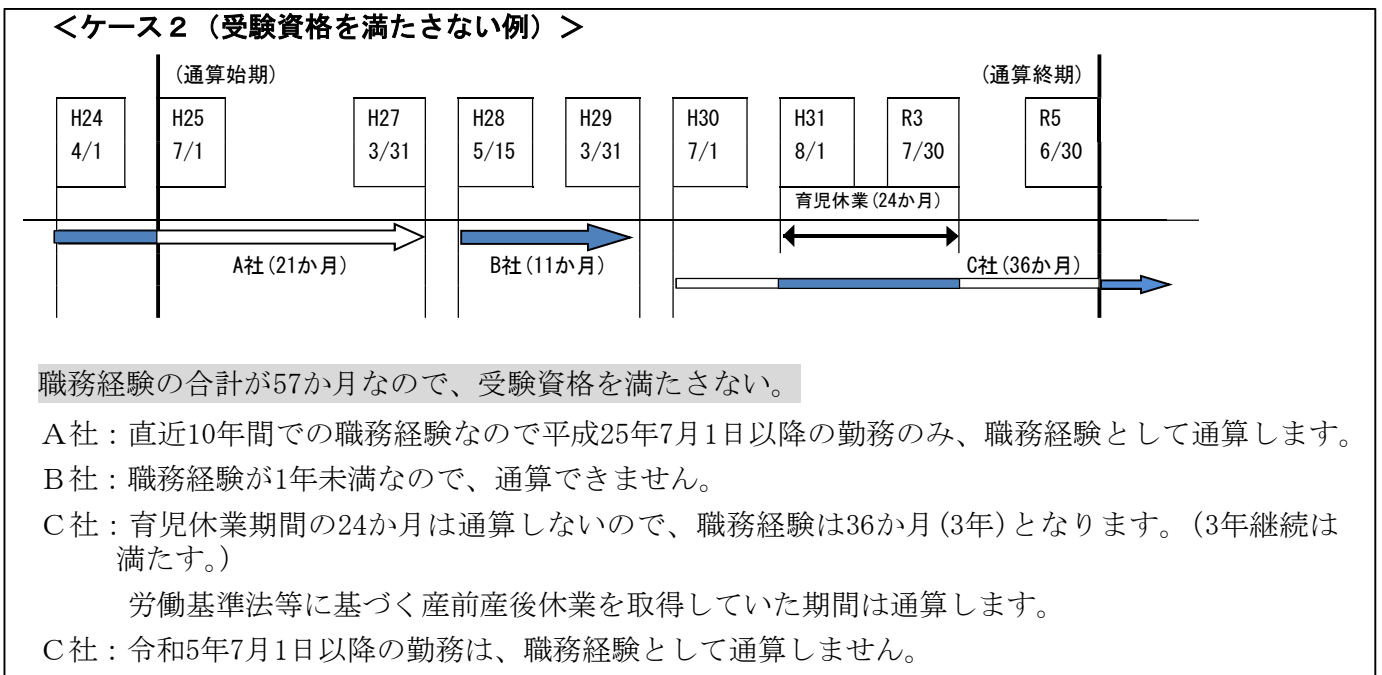 ＜ケース２（受験資格を満たさない例）＞
(通算始期)
(通算終期)
H24
4/1
H25
7/1
H27
3/31
H28
5/15
H29
3/31
H30
7/1
H31
8/1
R3
7/30
R5
6/30
育児休業(24か月)
A社(21か月)
B社(11か月)
C社(36か月)
職務経験の合計が57か月なので、受験資格を満たさない。
Ａ社：直近10年間での職務経験なので平成25年7月1日以降の勤務のみ、職務経験として通算します。
Ｂ社：職務経験が1年未満なので、通算できません。
Ｃ社：育児休業期間の24か月は通算しないので、職務経験は36か月(3年)となります。(3年継続は
満たす。)
労働基準法等に基づく産前産後休業を取得していた期間は通算します。
Ｃ社：令和5年7月1日以降の勤務は、職務経験として通算しません。